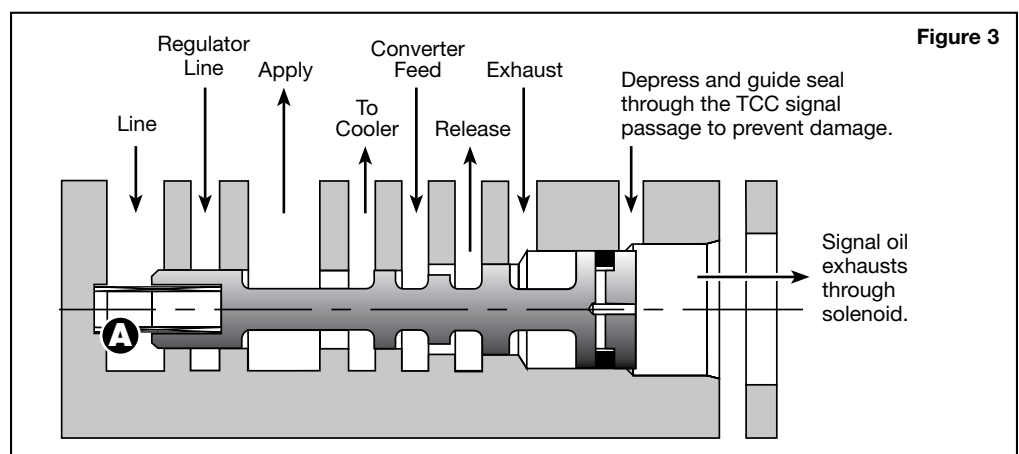 Figure 3
Regulator
Line
Apply
Converter
Feed
Exhaust
Depress and guide seal
through the TCC signal
passage to prevent damage.
Line
To
Cooler
Release
Signal oil
exhausts
through
solenoid.
A